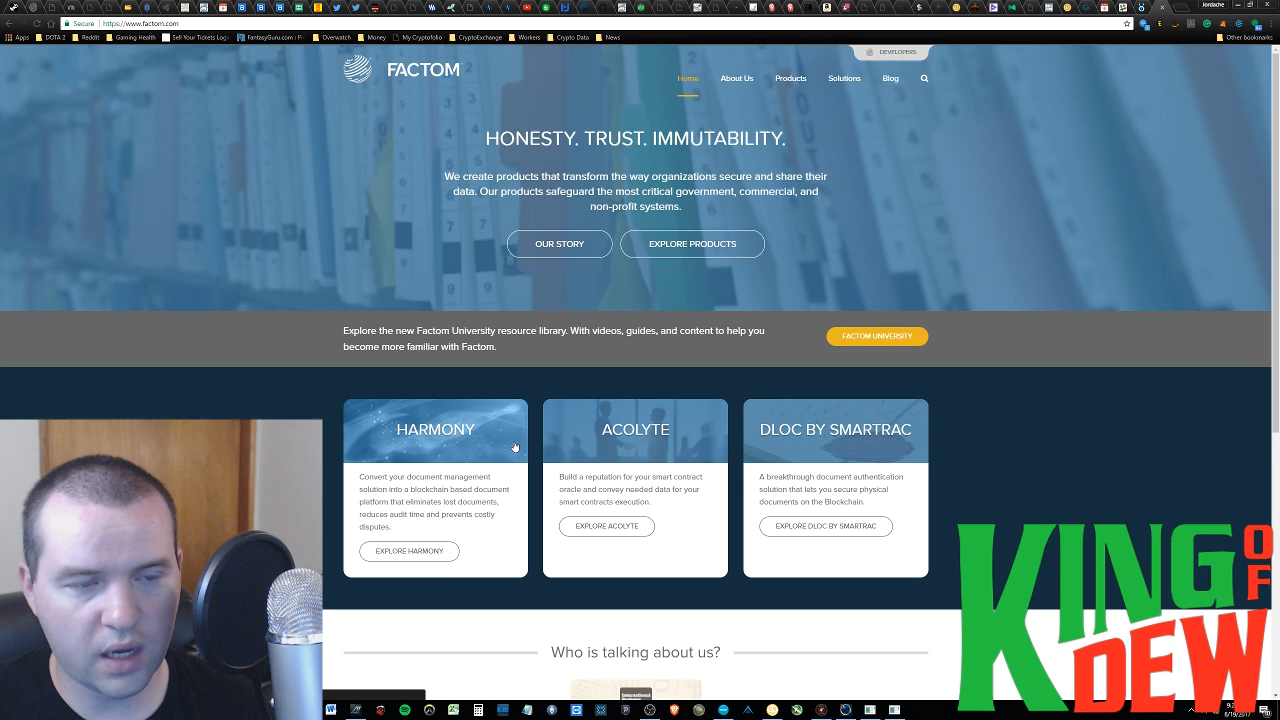 Jordache
Secure
https://www.factom.com
Apps
DOTA 2
Reddit
Gaming Health
Sell Your Tickets Log
FantasyGuru.com | Fr
Overwatch
Money
My Cryptofolio
CryptoExchange
Workers
Crypto Data
News
Other bookmarks
DEVELOPERS
FACTOM
Home
About Us
Products
Solutions
Blog
HONESTY. TRUST. IMMUTABILITY.
We create products that transform the way organizations secure and share their
data. Our products safeguard the most critical government, commercial, and
non-profit systems.
OUR STORY
EXPLORE PRODUCTS
Explore the new Factom University resource library. With videos, guides, and content to help you
become more familiar with Factom.
FACTOM UNIVERSITY
HARMONY
Convert your document management
solution into a blockchain based document
platform that eliminates lost documents,
reduces audit time and prevents costly
disputes.
EXPLORE HARMONY
ACOLYTE
Build a reputation for your smart contract
oracle and convey needed data for your
smart contracts execution.
EXPLORE ACOLYTE
DLOC BY SMARTRAC
A breakthrough document authentication
solution that lets you secure physical
documents on the Blockchain.
EXPLORE DLOC BY SMARTRAC
Who is talking about us?
KING OF
DEW
6/19/2017